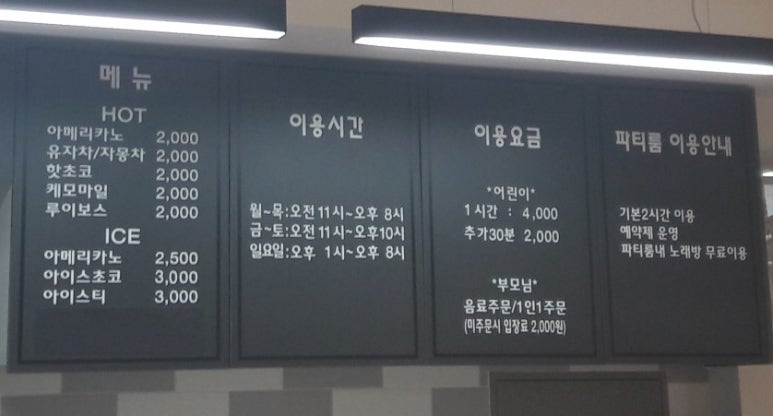 메뉴
HOT
아메리카노 2,000
유자차/자몽차 2,000
핫초코 2,000
케모마일 2,000
루이보스 2,000
ICE
아메리카노 2,500
아이스초코 3,000
아이스티 3,000
이용시간
월~목:오전11시~오후 8시
금~토:오전11시~오후10시
일요일:오후 1시~오후 8시
이용요금
*어린이*
1시간 : 4,000
추가30분 2,000
*부모님*
음료주문/1인1주문
(미주문시 입장료 2,000원)
파티룸 이용안내
기본2시간 이용
예약제 운영
파티룸내 노래방 무료이용